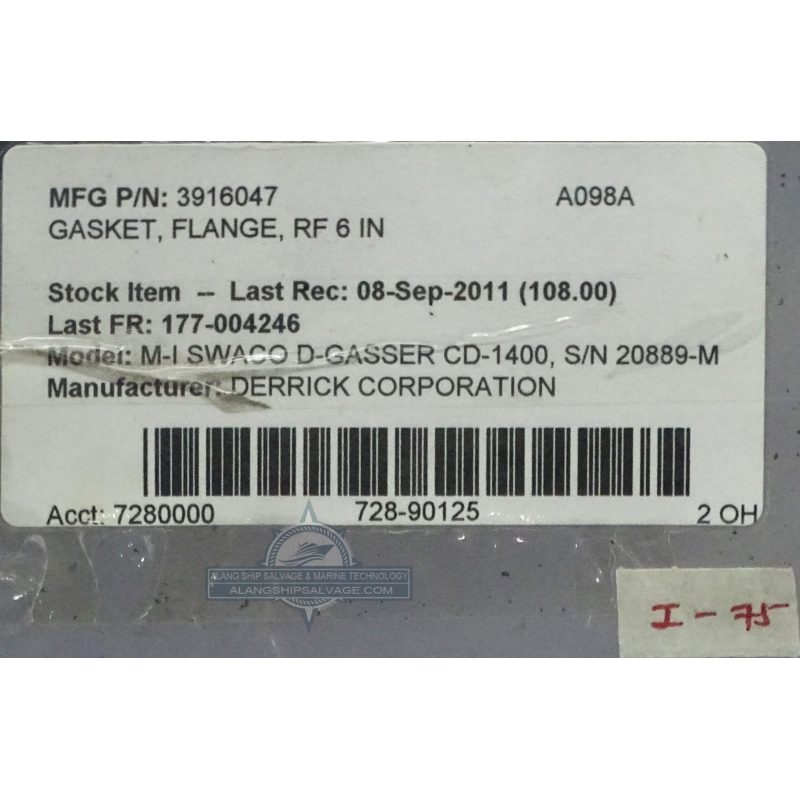 MFG P/N: 3916047 A098A
GASKET, FLANGE, RF 6 IN
Stock Item -- Last Rec: 08-Sep-2011 (108.00)
Last FR: 177-004246
Model: M-I SWACO D-GASSER CD-1400, S/N 20889-M
Manufacturer: DERRICK CORPORATION
Acct: 7280000 728-90125 2 OH
ALANG SHIP SALVAGE & MARINE TECHNOLOGY
ALANGSHIPSALVAGE.COM
I - 75